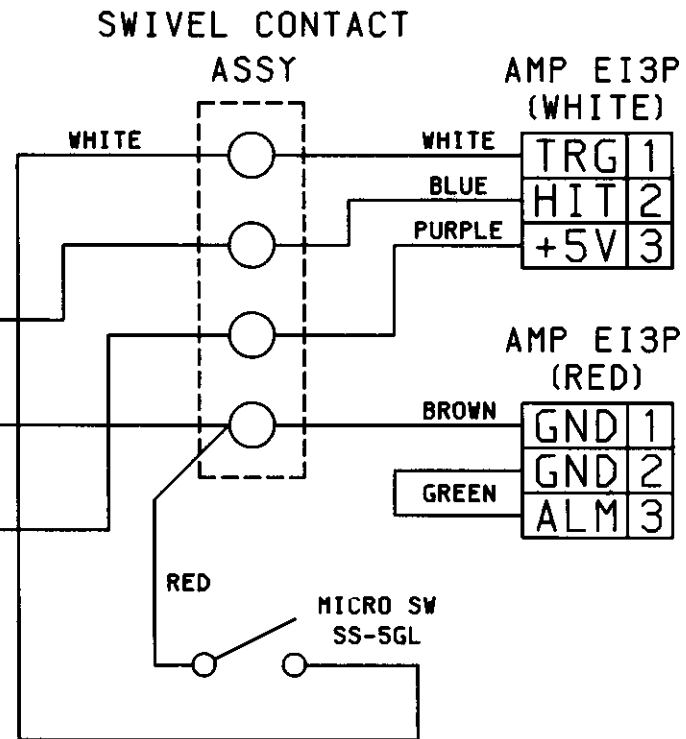 SWIVEL CONTACT
ASSY
AMP EI3P
(WHITE)
WHITE
WHITE
TRG 1
BLUE
HIT 2
PURPLE
+5V 3
AMP EI3P
(RED)
BROWN
GND 1
GND 2
GREEN
ALM 3
RED
MICRO SW
SS-5GL